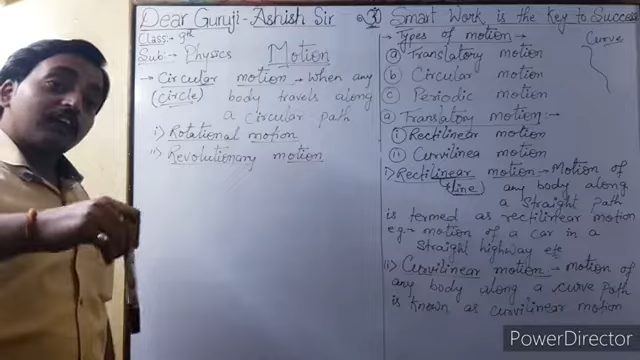 Dear Guruji - Ashish Sir
Class:- 9th
Sub:- Physics Motion
→ Circular motion → when any
(circle) body travels along
a circular path
i) Rotational motion
ii) Revolutionary motion
③ Smart Work is the Key to Success
→ Types of motion →
ⓐ Translatory motion
ⓑ Circular motion
ⓒ Periodic motion
Curve
ⓐ Translatory motion:-
ⓘ Rectilinear motion
ⓘⓘ Curvilinea motion
i) Rectilinear motion → Motion of
(line) any body along
a straight path
is termed as rectilinear motion
eg:- motion of a car in a
straight highway etc
ii) Curvilinear motion → motion of
any body along a curve path
is known as curvilinear motion
PowerDirector